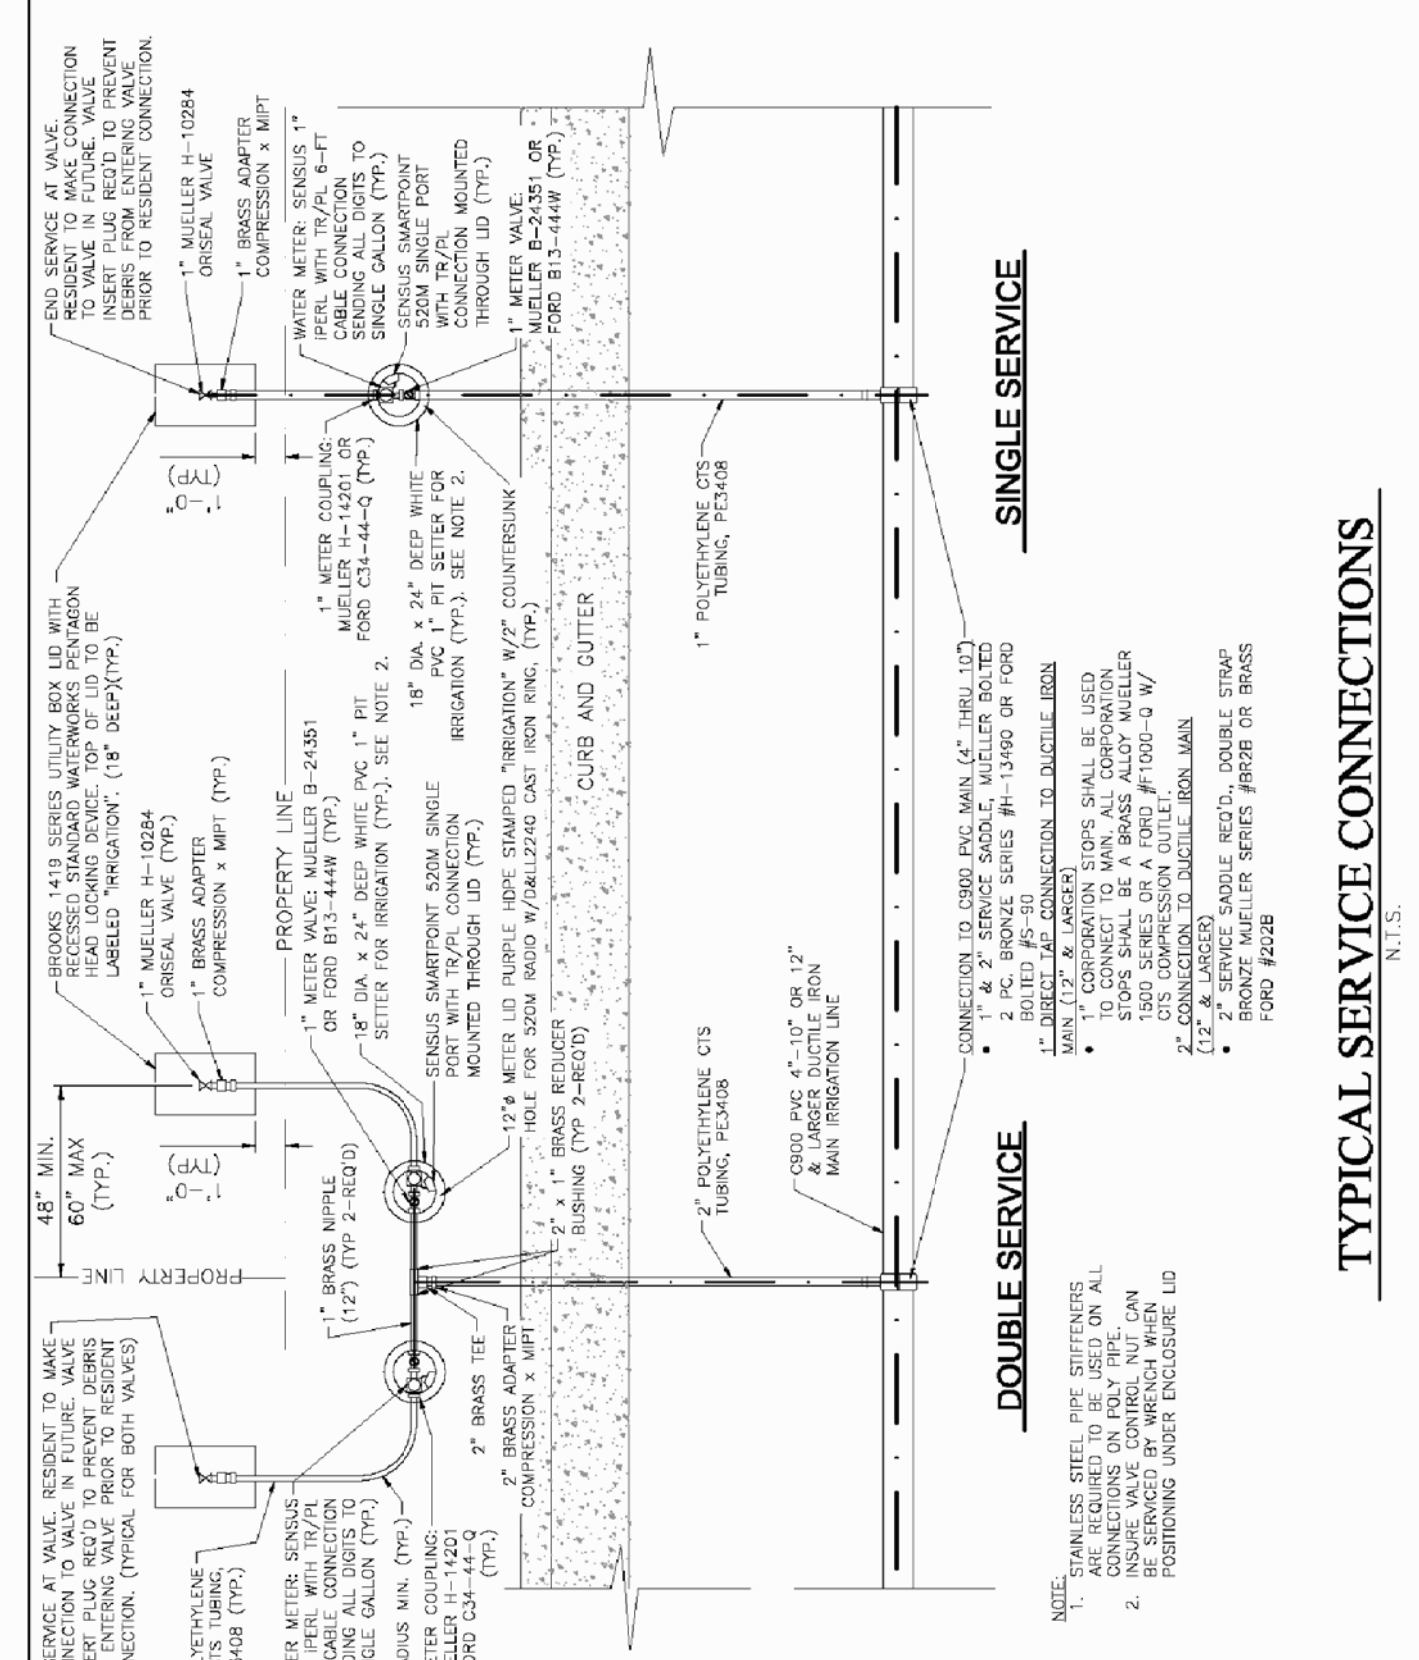 SERVICE AT VALVE. RESIDENT TO MAKE
TO VALVE IN FUTURE. VALVE
PLUG REQ'D TO PREVENT DEBRIS
ENTERING VALVE PRIOR TO RESIDENT
(TYPICAL FOR BOTH VALVES)
TUBING,
(TYP.)
METER: SENSUS
iPERL WITH TR/PL
CABLE CONNECTION
ALL DIGITS TO
GALLON (TYP.)
MIN. (TYP.)
COUPLING:
H-14201
C34-44-Q
(TYP.)
48" MIN.
60" MAX
(TYP.)
PROPERTY LINE
1'-0"
(TYP)
1" BRASS NIPPLE
(12") (TYP 2-REQ'D)
2" BRASS TEE
2" BRASS ADAPTER
COMPRESSION x MIPT
2" x 1" BRASS REDUCER
BUSHING (TYP 2-REQ'D)
BROOKS 1419 SERIES UTILITY BOX LID WITH
RECESSED STANDARD WATERWORKS PENTAGON
HEAD LOCKING DEVICE. TOP OF LID TO BE
LABELED "IRRIGATION". (18" DEEP)(TYP.)
1" MUELLER H-10284
ORISEAL VALVE (TYP.)
1" BRASS ADAPTER
COMPRESSION x MIPT (TYP.)
PROPERTY LINE
1" METER VALVE: MUELLER B-24351
OR FORD B13-444W (TYP.)
18" DIA. x 24" DEEP WHITE PVC 1" PIT
SETTER FOR IRRIGATION (TYP.). SEE NOTE 2.
SENSUS SMARTPOINT 520M SINGLE
PORT WITH TR/PL CONNECTION
MOUNTED THROUGH LID (TYP.)
12"ø METER LID PURPLE HDPE STAMPED "IRRIGATION" W/2" COUNTERSUNK
HOLE FOR 520M RADIO W/D&LL2240 CAST IRON RING, (TYP.)
CURB AND GUTTER
END SERVICE AT VALVE.
RESIDENT TO MAKE CONNECTION
TO VALVE IN FUTURE. VALVE
INSERT PLUG REQ'D TO PREVENT
DEBRIS FROM ENTERING VALVE
PRIOR TO RESIDENT CONNECTION.
1" MUELLER H-10284
ORISEAL VALVE
1" BRASS ADAPTER
COMPRESSION x MIPT
1'-0"
(TYP)
WATER METER: SENSUS 1"
iPERL WITH TR/PL 6-FT
CABLE CONNECTION
SENDING ALL DIGITS TO
SINGLE GALLON (TYP.)
SENSUS SMARTPOINT
520M SINGLE PORT
WITH TR/PL
CONNECTION MOUNTED
THROUGH LID (TYP.)
1" METER VALVE:
MUELLER B-24351 OR
FORD B13-444W (TYP.)
1" METER COUPLING:
MUELLER H-14201 OR
FORD C34-44-Q (TYP.)
18" DIA. x 24" DEEP WHITE
PVC 1" PIT SETTER FOR
IRRIGATION (TYP.). SEE NOTE 2.
2" POLYETHYLENE CTS
TUBING, PE3408
1" POLYETHYLENE CTS
TUBING, PE3408
C900 PVC 4"-10" OR 12"
& LARGER DUCTILE IRON
MAIN IRRIGATION LINE
CONNECTION TO C900 PVC MAIN (4" THRU 10")
• 1" & 2" SERVICE SADDLE, MUELLER BOLTED
2 PC. BRONZE SERIES #H-13490 OR FORD
BOLTED #S-90
1" DIRECT TAP CONNECTION TO DUCTILE IRON
MAIN (12" & LARGER)
• 1" CORPORATION STOPS SHALL BE USED
TO CONNECT TO MAIN. ALL CORPORATION
STOPS SHALL BE A BRASS ALLOY MUELLER
1500 SERIES OR A FORD #F1000-Q W/
CTS COMPRESSION OUTLET.
2" CONNECTION TO DUCTILE IRON MAIN
(12" & LARGER)
• 2" SERVICE SADDLE REQ'D., DOUBLE STRAP
BRONZE MUELLER SERIES #BR2B OR BRASS
FORD #202B
DOUBLE SERVICE
SINGLE SERVICE
NOTE:
1. STAINLESS STEEL PIPE STIFFENERS
ARE REQUIRED TO BE USED ON ALL
CONNECTIONS ON POLY PIPE.
2. INSURE VALVE CONTROL NUT CAN
BE SERVICED BY WRENCH WHEN
POSITIONING UNDER ENCLOSURE LID
TYPICAL SERVICE CONNECTIONS
N.T.S.